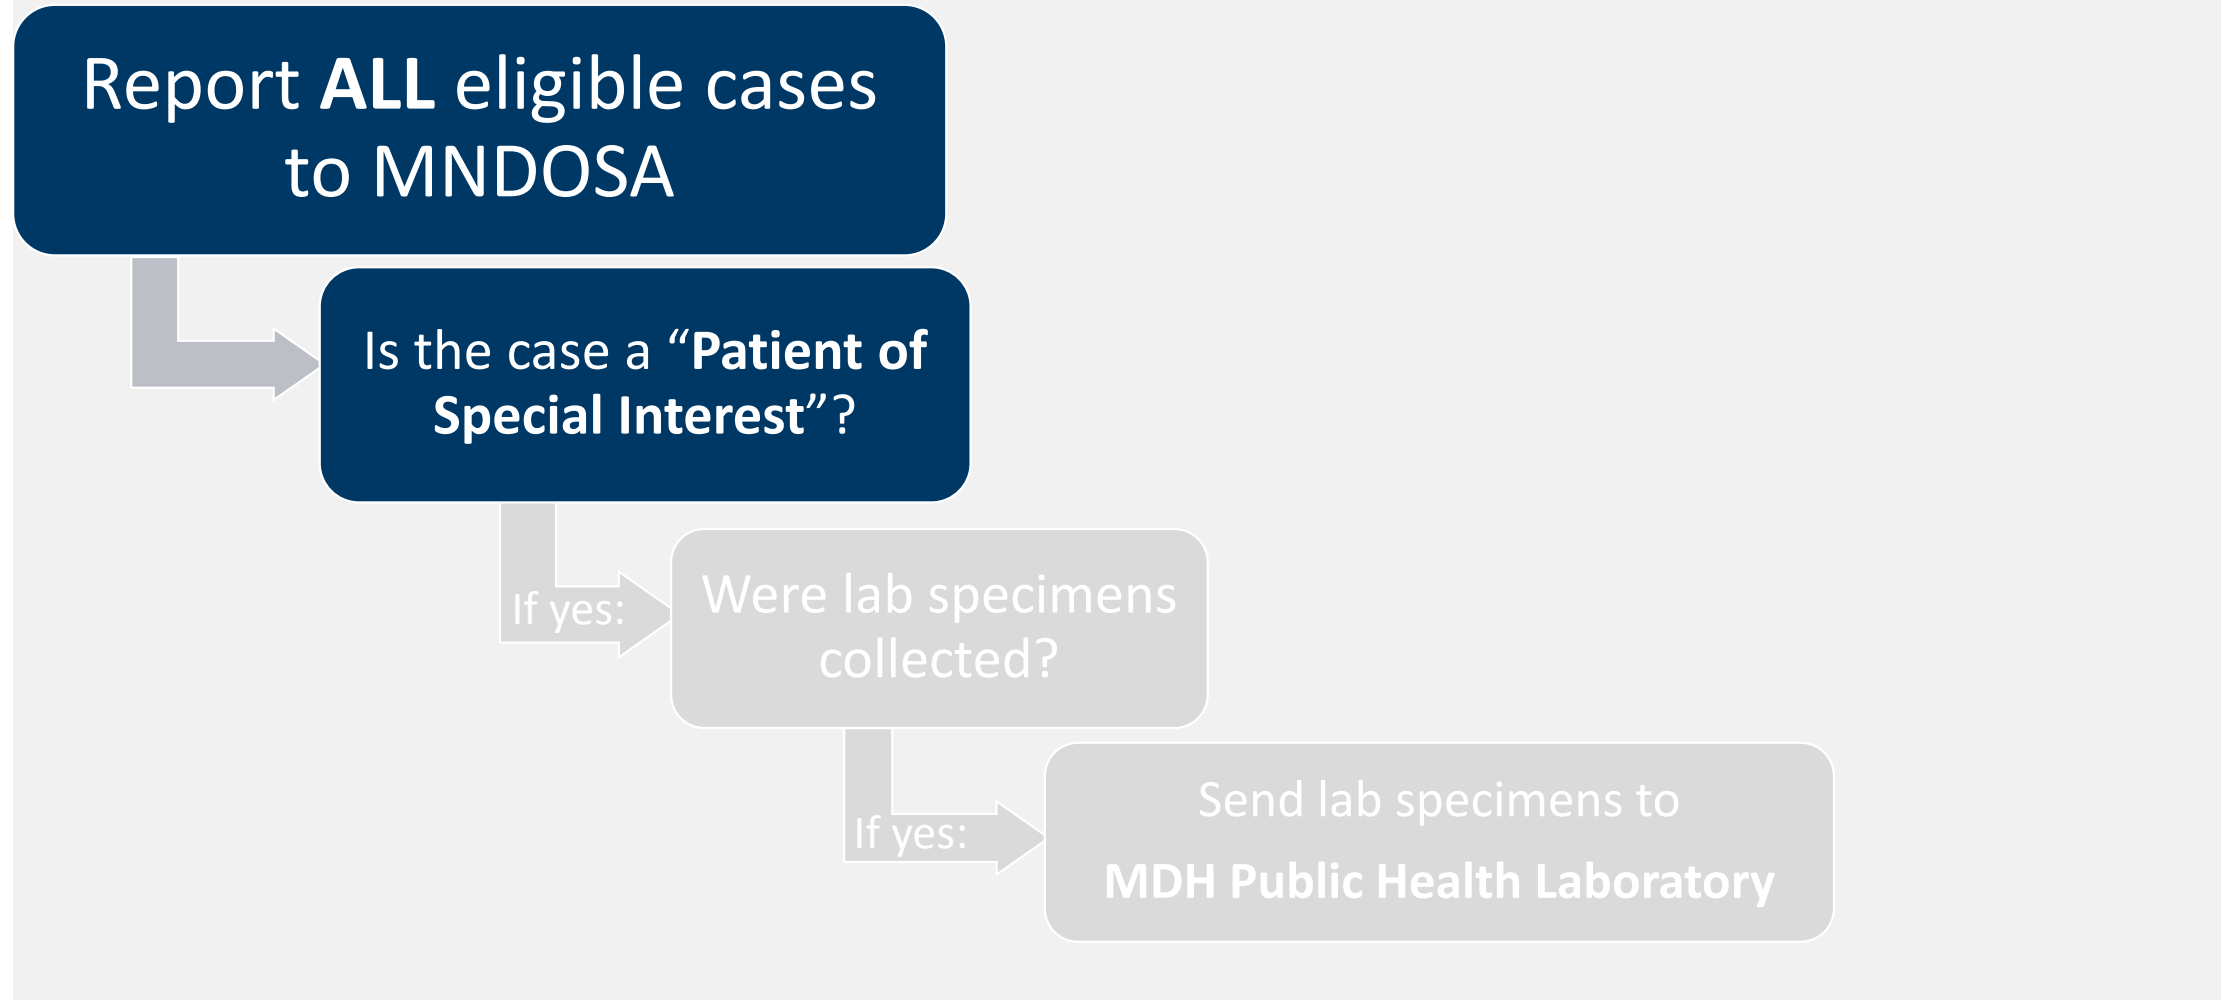 Report ALL eligible cases
to MNDOSA
Is the case a “Patient of
Special Interest”?
If yes:
Were lab specimens
collected?
If yes:
Send lab specimens to
MDH Public Health Laboratory